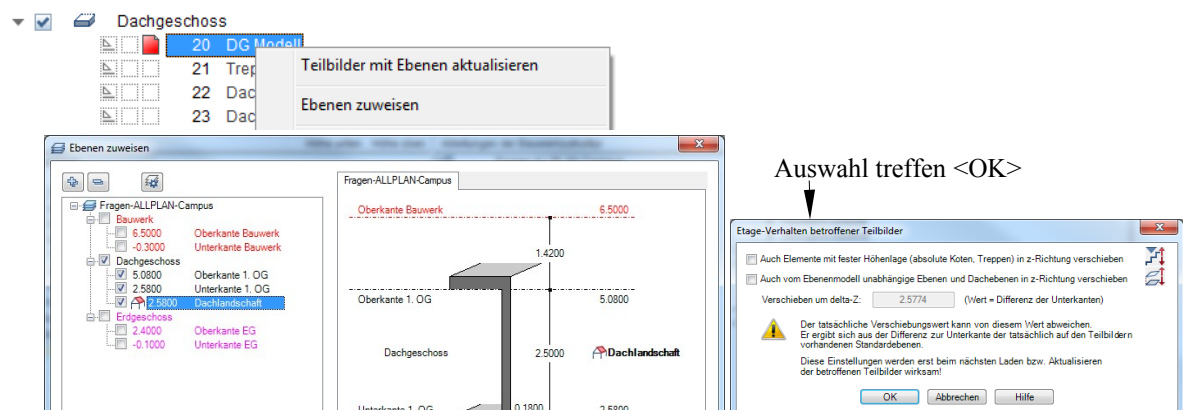 Dachgeschoss
20 DG Modell
21 Trep
22 Dac
23 Dac
Teilbilder mit Ebenen aktualisieren
Ebenen zuweisen
Ebenen zuweisen
Fragen-ALLPLAN-Campus
Bauwerk
6.5000 Oberkante Bauwerk
-0.3000 Unterkante Bauwerk
Dachgeschoss
5.0800 Oberkante 1. OG
2.5800 Unterkante 1. OG
2.5800 Dachlandschaft
Erdgeschoss
2.4000 Oberkante EG
-0.1000 Unterkante EG
Fragen-ALLPLAN-Campus
Oberkante Bauwerk 6.5000
1.4200
Oberkante 1. OG 5.0800
Dachgeschoss 2.5000 Dachlandschaft
Unterkante 1. OG 0.1800 2.5800
Auswahl treffen <OK>
Etage-Verhalten betroffener Teilbilder
Auch Elemente mit fester Höhenlage (absolute Koten, Treppen) in z-Richtung verschieben
Auch vom Ebenenmodell unabhängige Ebenen und Dachebenen in z-Richtung verschieben
Verschieben um delta-Z: 2.5774 (Wert = Differenz der Unterkanten)
Der tatsächliche Verschiebungswert kann von diesem Wert abweichen.
Er ergibt sich aus der Differenz zur Unterkante der tatsächlich auf den Teilbildern
vorhandenen Standardebenen.
Diese Einstellungen werden erst beim nächsten Laden bzw. Aktualisieren
der betroffenen Teilbilder wirksam!
OK Abbrechen Hilfe